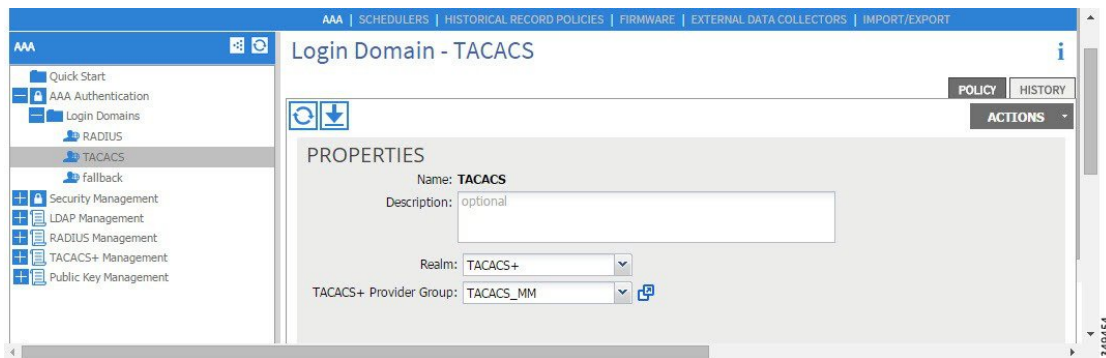 AAA | SCHEDULERS | HISTORICAL RECORD POLICIES | FIRMWARE | EXTERNAL DATA COLLECTORS | IMPORT/EXPORT
AAA
Quick Start
AAA Authentication
Login Domains
RADIUS
TACACS
fallback
Security Management
LDAP Management
RADIUS Management
TACACS+ Management
Public Key Management
Login Domain - TACACS
i
POLICY HISTORY
ACTIONS
PROPERTIES
Name: TACACS
Description: optional
Realm: TACACS+
TACACS+ Provider Group: TACACS_MM
349454